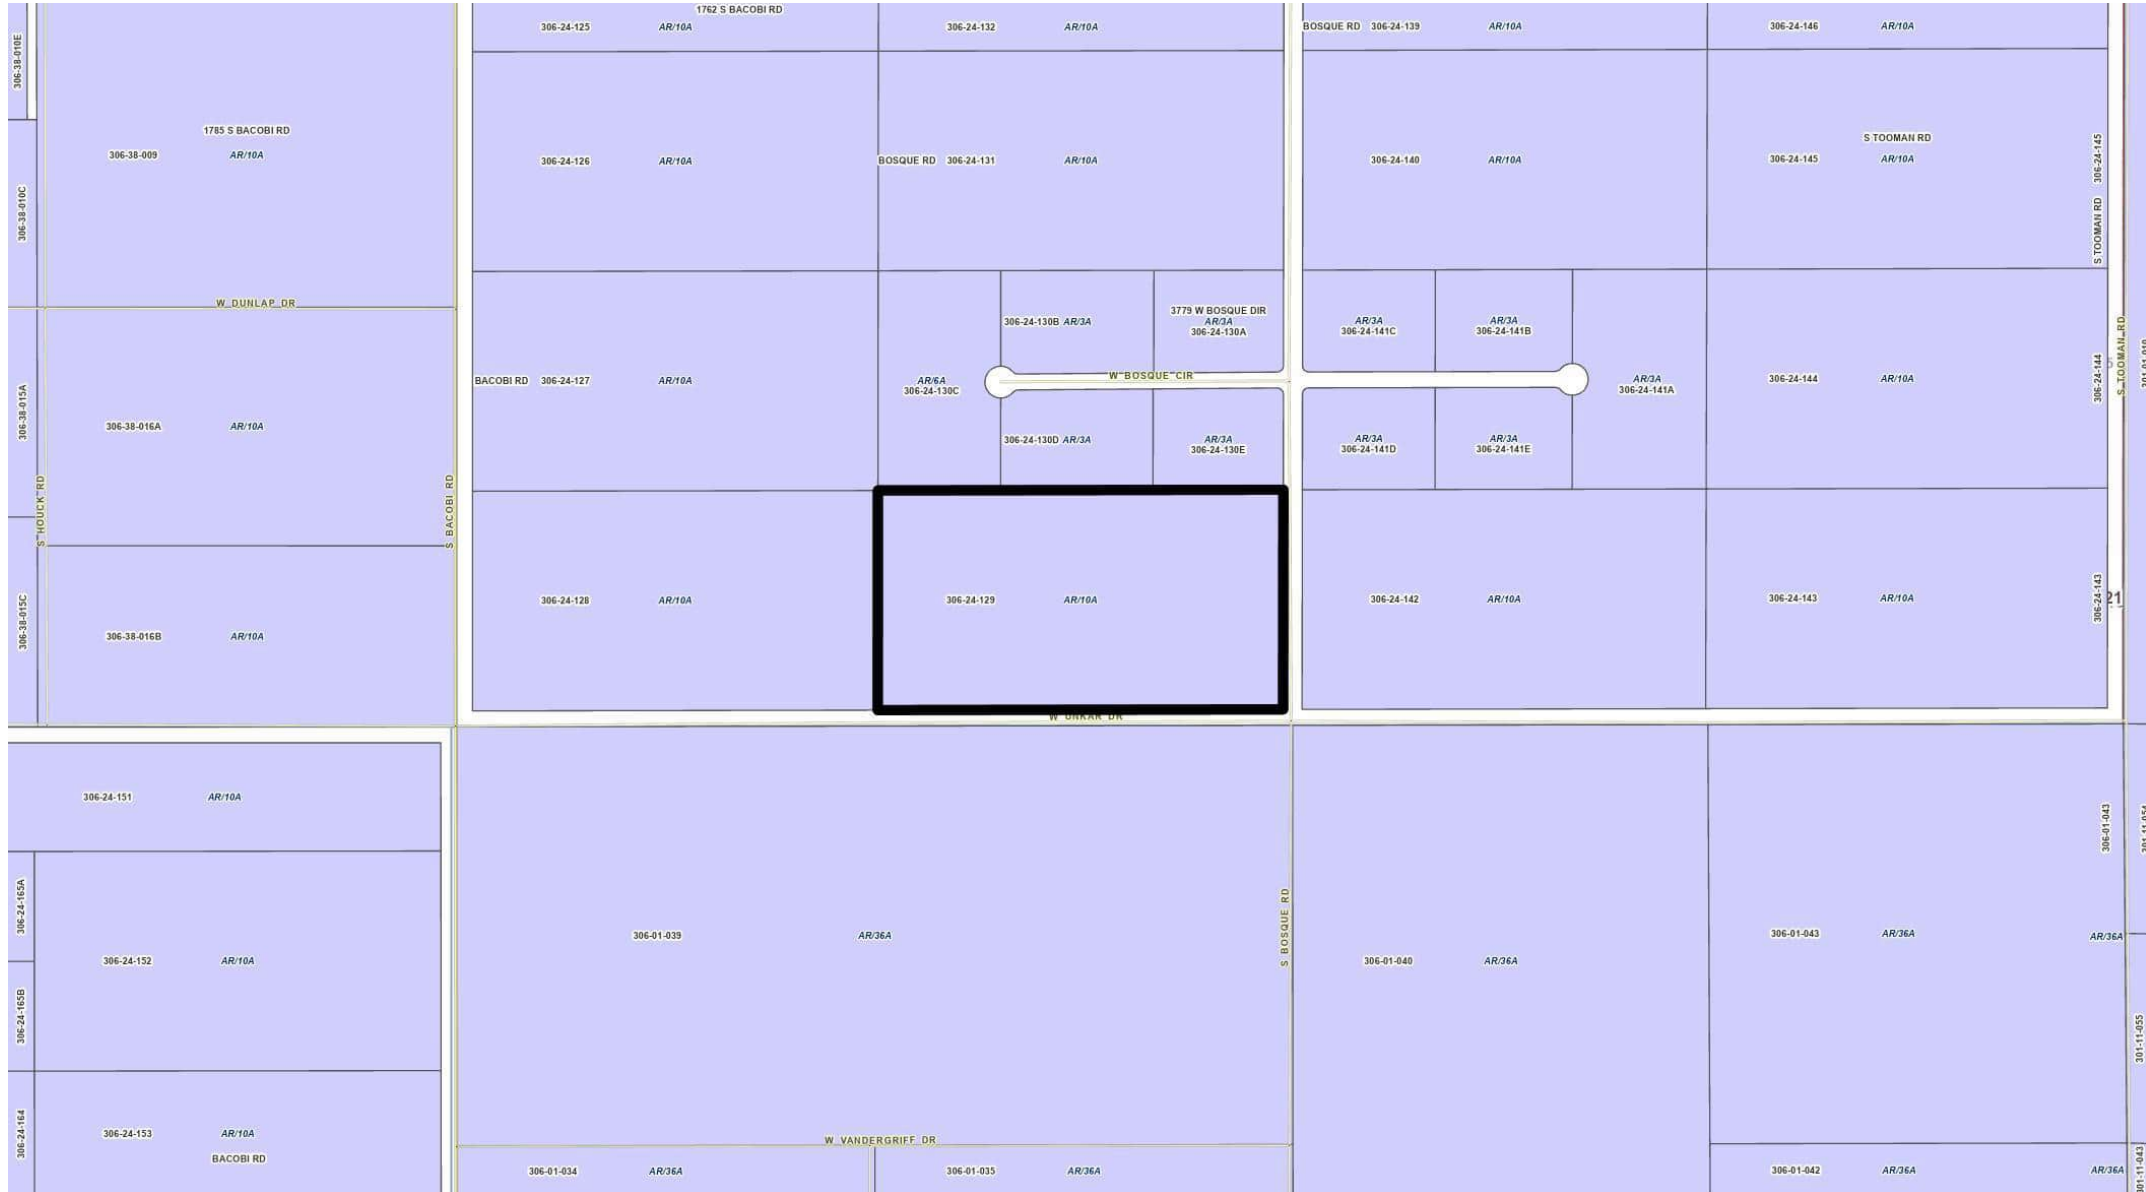 1762 S BACOBI RD
306-24-125 AR/10A
306-24-132 AR/10A
BOSQUE RD 306-24-139 AR/10A
306-24-146 AR/10A
306-38-010E
1785 S BACOBI RD
306-38-009 AR/10A
306-24-126 AR/10A
BOSQUE RD 306-24-131 AR/10A
306-24-140 AR/10A
S TOOMAN RD
306-24-145 AR/10A
306-24-145
S TOOMAN RD
306-38-010C
W DUNLAP DR
306-24-130B AR/3A
3779 W BOSQUE DIR
AR/3A
306-24-130A
AR/3A
306-24-141C
AR/3A
306-24-141B
S TOOMAN RD
W BOSQUE CIR
BACOBI RD 306-24-127 AR/10A
AR/6A
306-24-130C
AR/3A
306-24-141A
306-24-144 AR/10A
306-24-144
306-38-015A
306-38-016A AR/10A
306-24-130D AR/3A
AR/3A
306-24-130E
AR/3A
306-24-141D
AR/3A
306-24-141E
S HOUCK RD
S BACOBI RD
306-24-128 AR/10A
306-24-129 AR/10A
306-24-142 AR/10A
306-24-143 AR/10A
306-24-143
21
306-38-015C
306-38-016B AR/10A
W UNKAR DR
306-24-151 AR/10A
306-01-043
306-24-165A
306-01-039 AR/36A
S BOSQUE RD
306-01-043 AR/36A
AR/36A
306-24-152 AR/10A
306-01-040 AR/36A
306-24-165B
301-11-055
306-24-164
306-24-153 AR/10A
BACOBI RD
W VANDERGRIFF DR
306-01-034 AR/36A
306-01-035 AR/36A
306-01-042 AR/36A
AR/36A